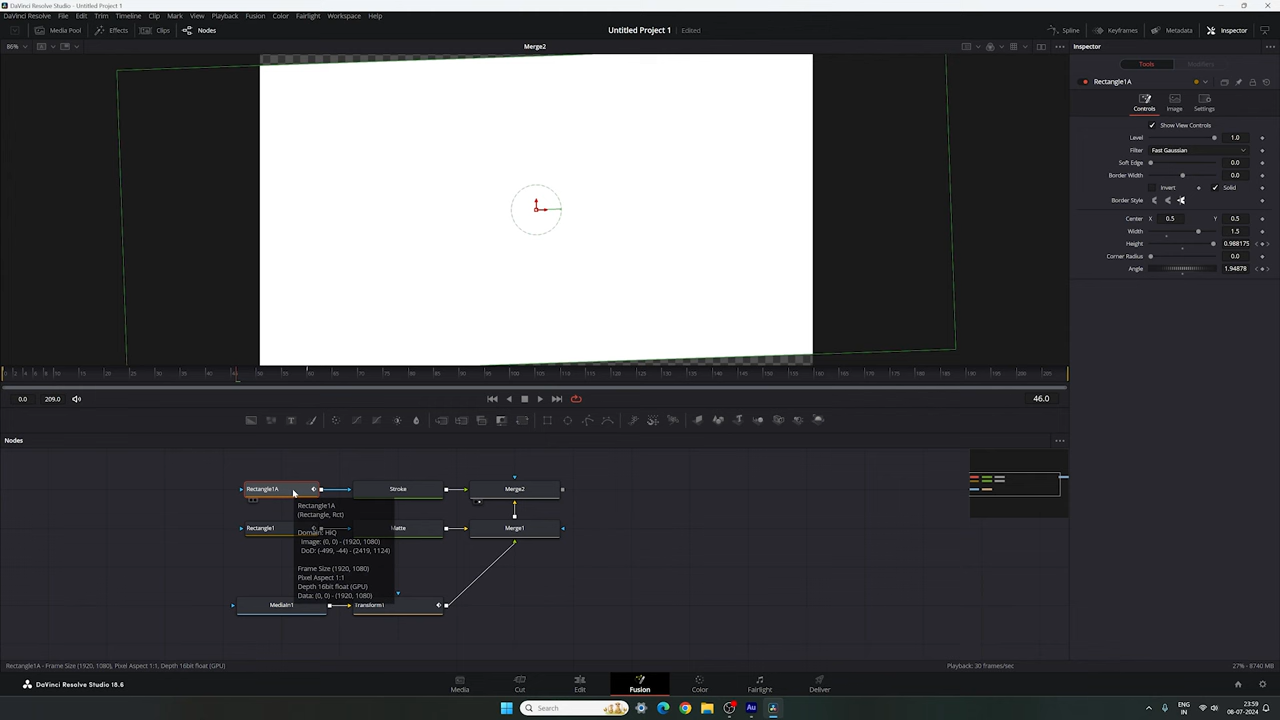 DaVinci Resolve Studio - Untitled Project 1
DaVinci Resolve File Edit Trim Timeline Clip Mark View Playback Fusion Color Fairlight Workspace Help
Media Pool Effects Clips Nodes Untitled Project 1 Edited Spline Keyframes Metadata Inspector
86% Merge2 Inspector
Tools Modifiers
Rectangle1A
Controls Image Settings
Show View Controls
Level 1.0
Filter Fast Gaussian
Soft Edge 0.0
Border Width 0.0
Invert Solid
Border Style
Center X 0.5 Y 0.5
Width 1.5
Height 0.988175
Corner Radius 0.0
Angle 1.94878
0.0 209.0 46.0
Nodes
Rectangle1A Stroke Merge2
Rectangle1A
(Rectangle, Rct)
Rectangle1 Matte Merge1
Domain: HiQ
Image: (0, 0) - (1920, 1080)
DoD: (-499, -44) - (2419, 1124)
Frame Size (1920, 1080)
Pixel Aspect 1:1
Depth 16bit float (GPU)
Data: (0, 0) - (1920, 1080)
MediaIn1 Transform1
Rectangle1A - Frame Size (1920, 1080), Pixel Aspect 1:1, Depth 16bit float (GPU) Playback: 30 frames/sec 27% - 8740 MB
DaVinci Resolve Studio 18.6 Media Cut Edit Fusion Color Fairlight Deliver
Search Au ENG IN 23:59 08-07-2024